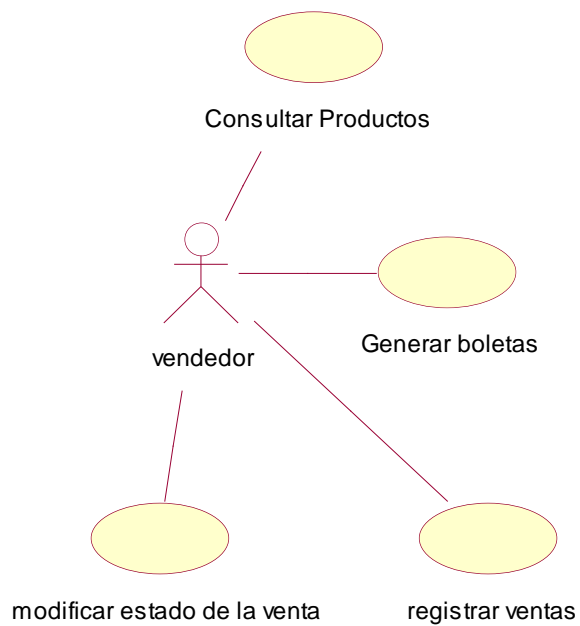 Consultar Productos
Generar boletas
vendedor
modificar estado de la venta
registrar ventas